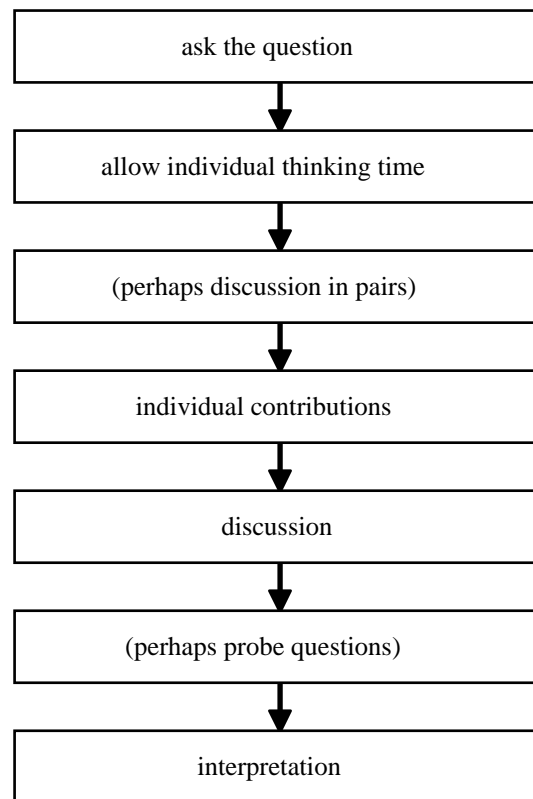 ask the question
allow individual thinking time
(perhaps discussion in pairs)
individual contributions
discussion
(perhaps probe questions)
interpretation